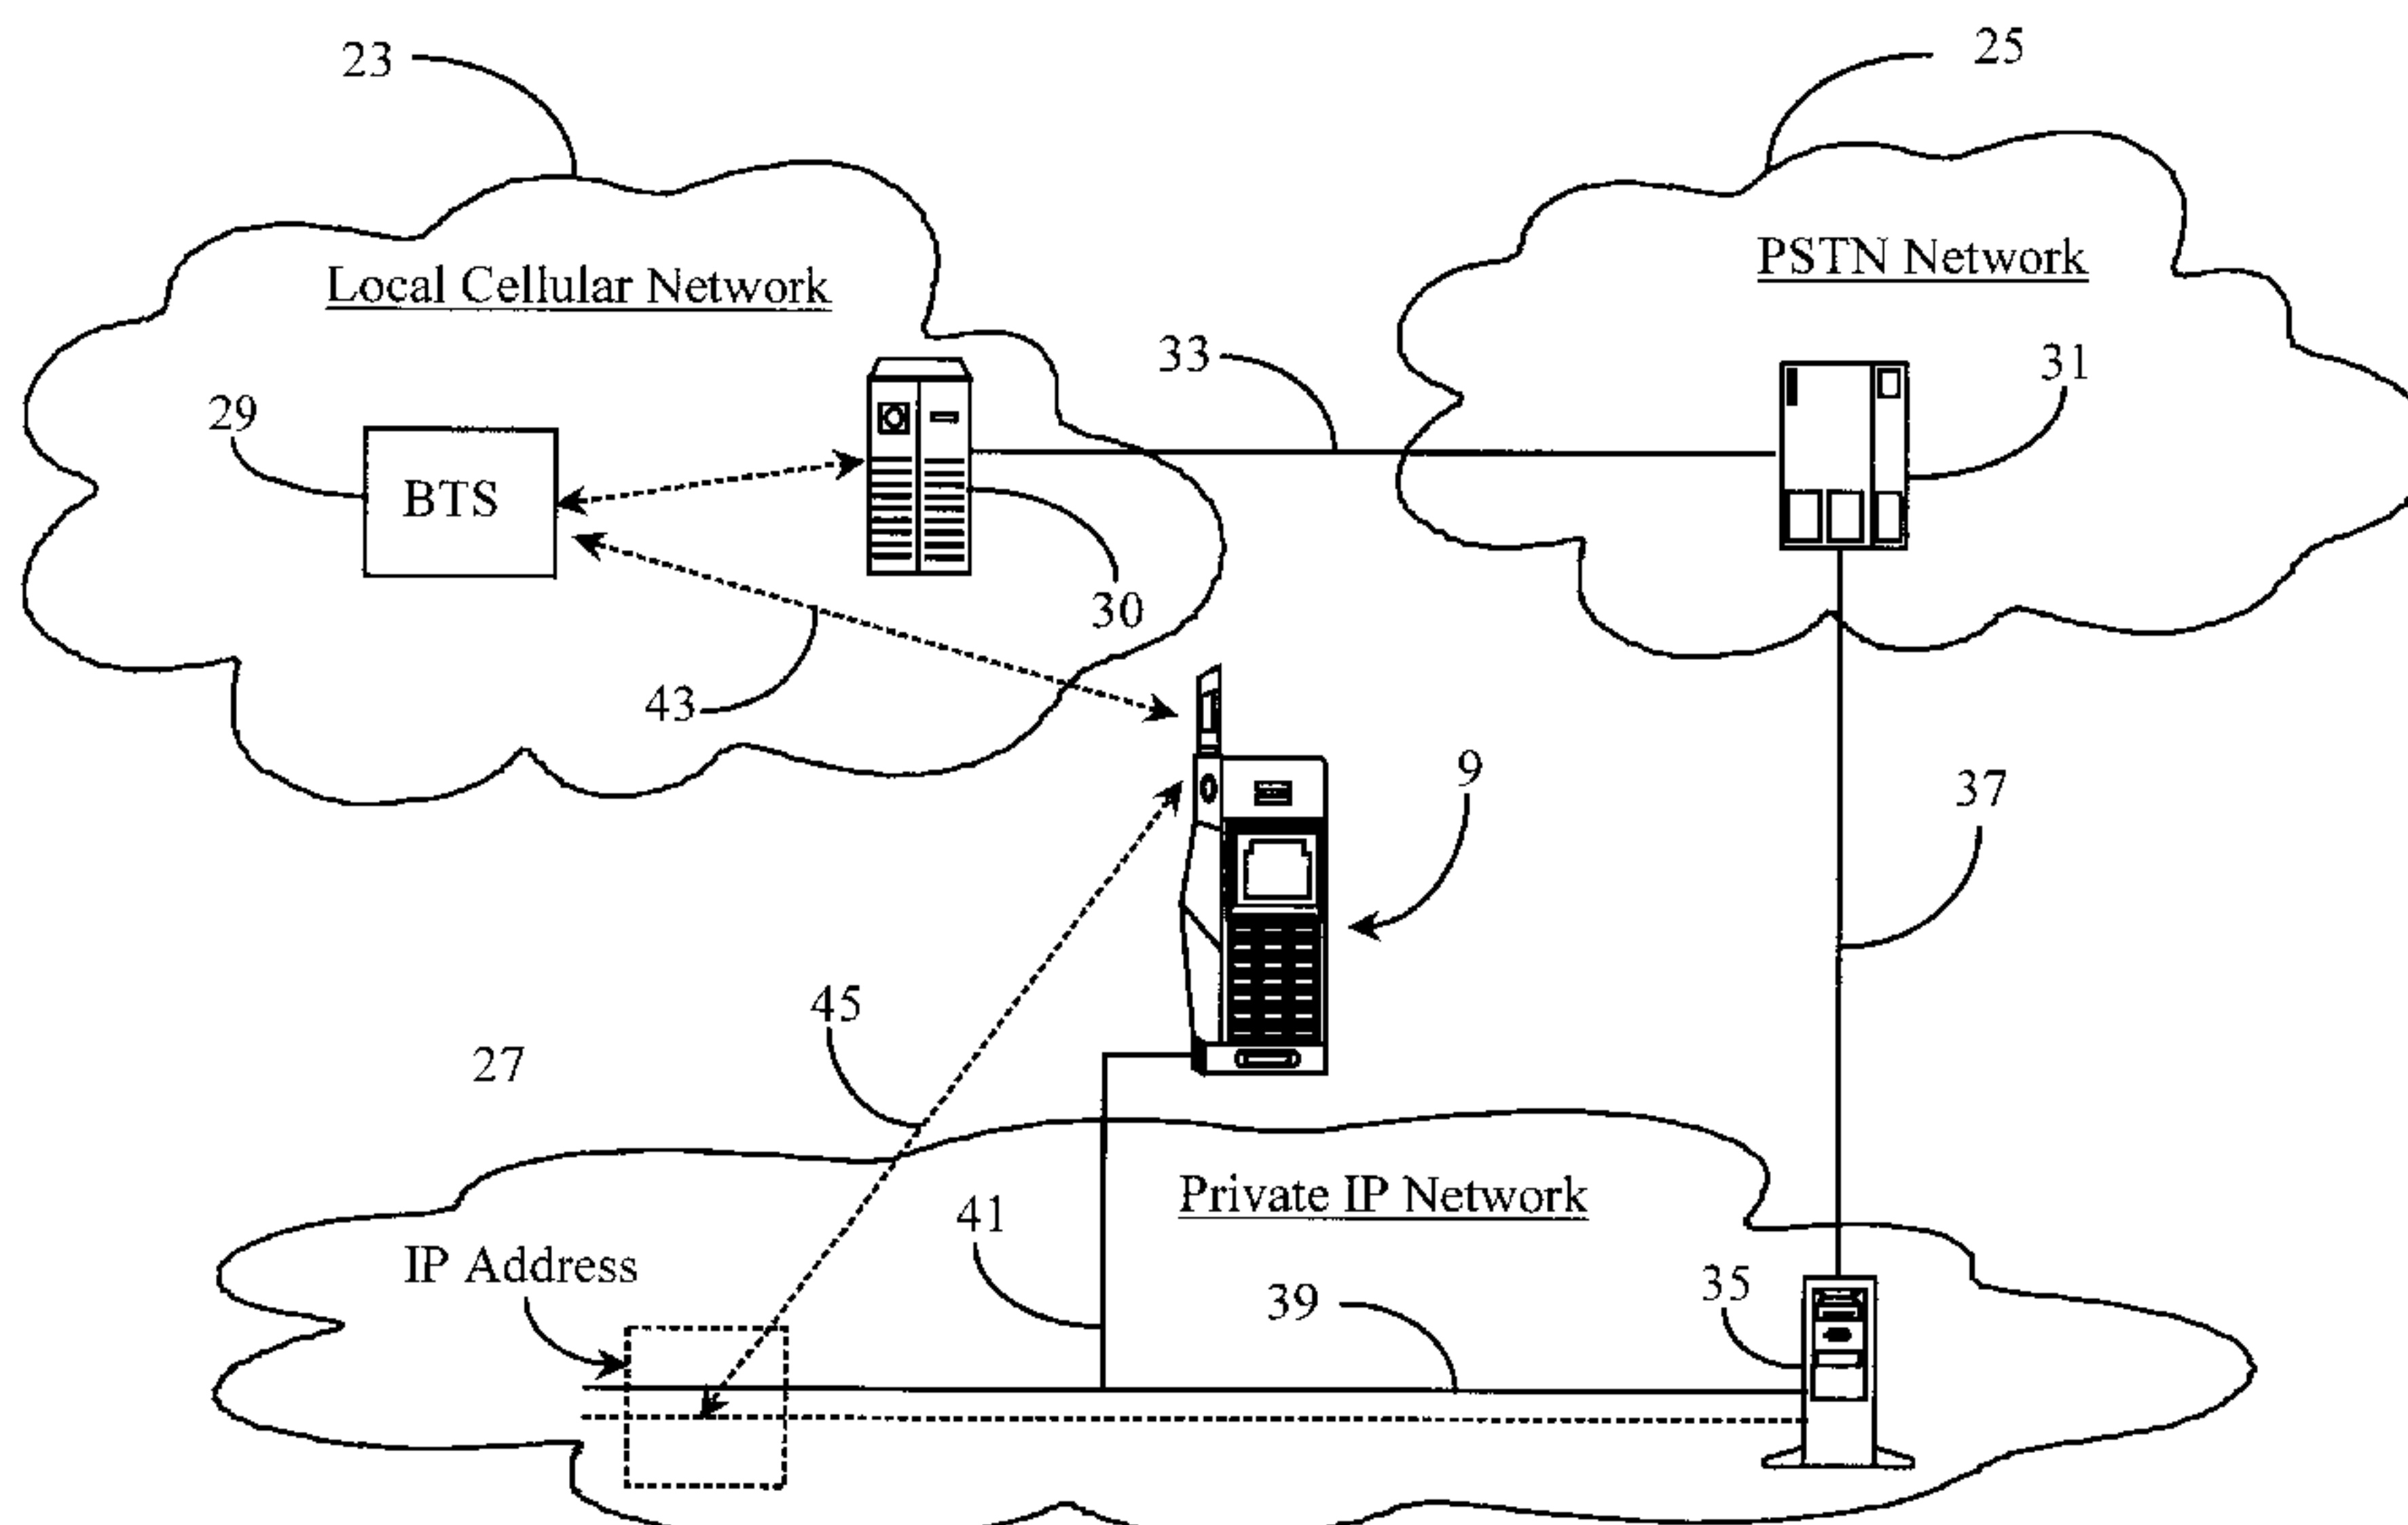 23
25
Local Cellular Network
PSTN Network
33
31
29
BTS
30
43
9
37
45
27
Private IP Network
41
IP Address
39
35